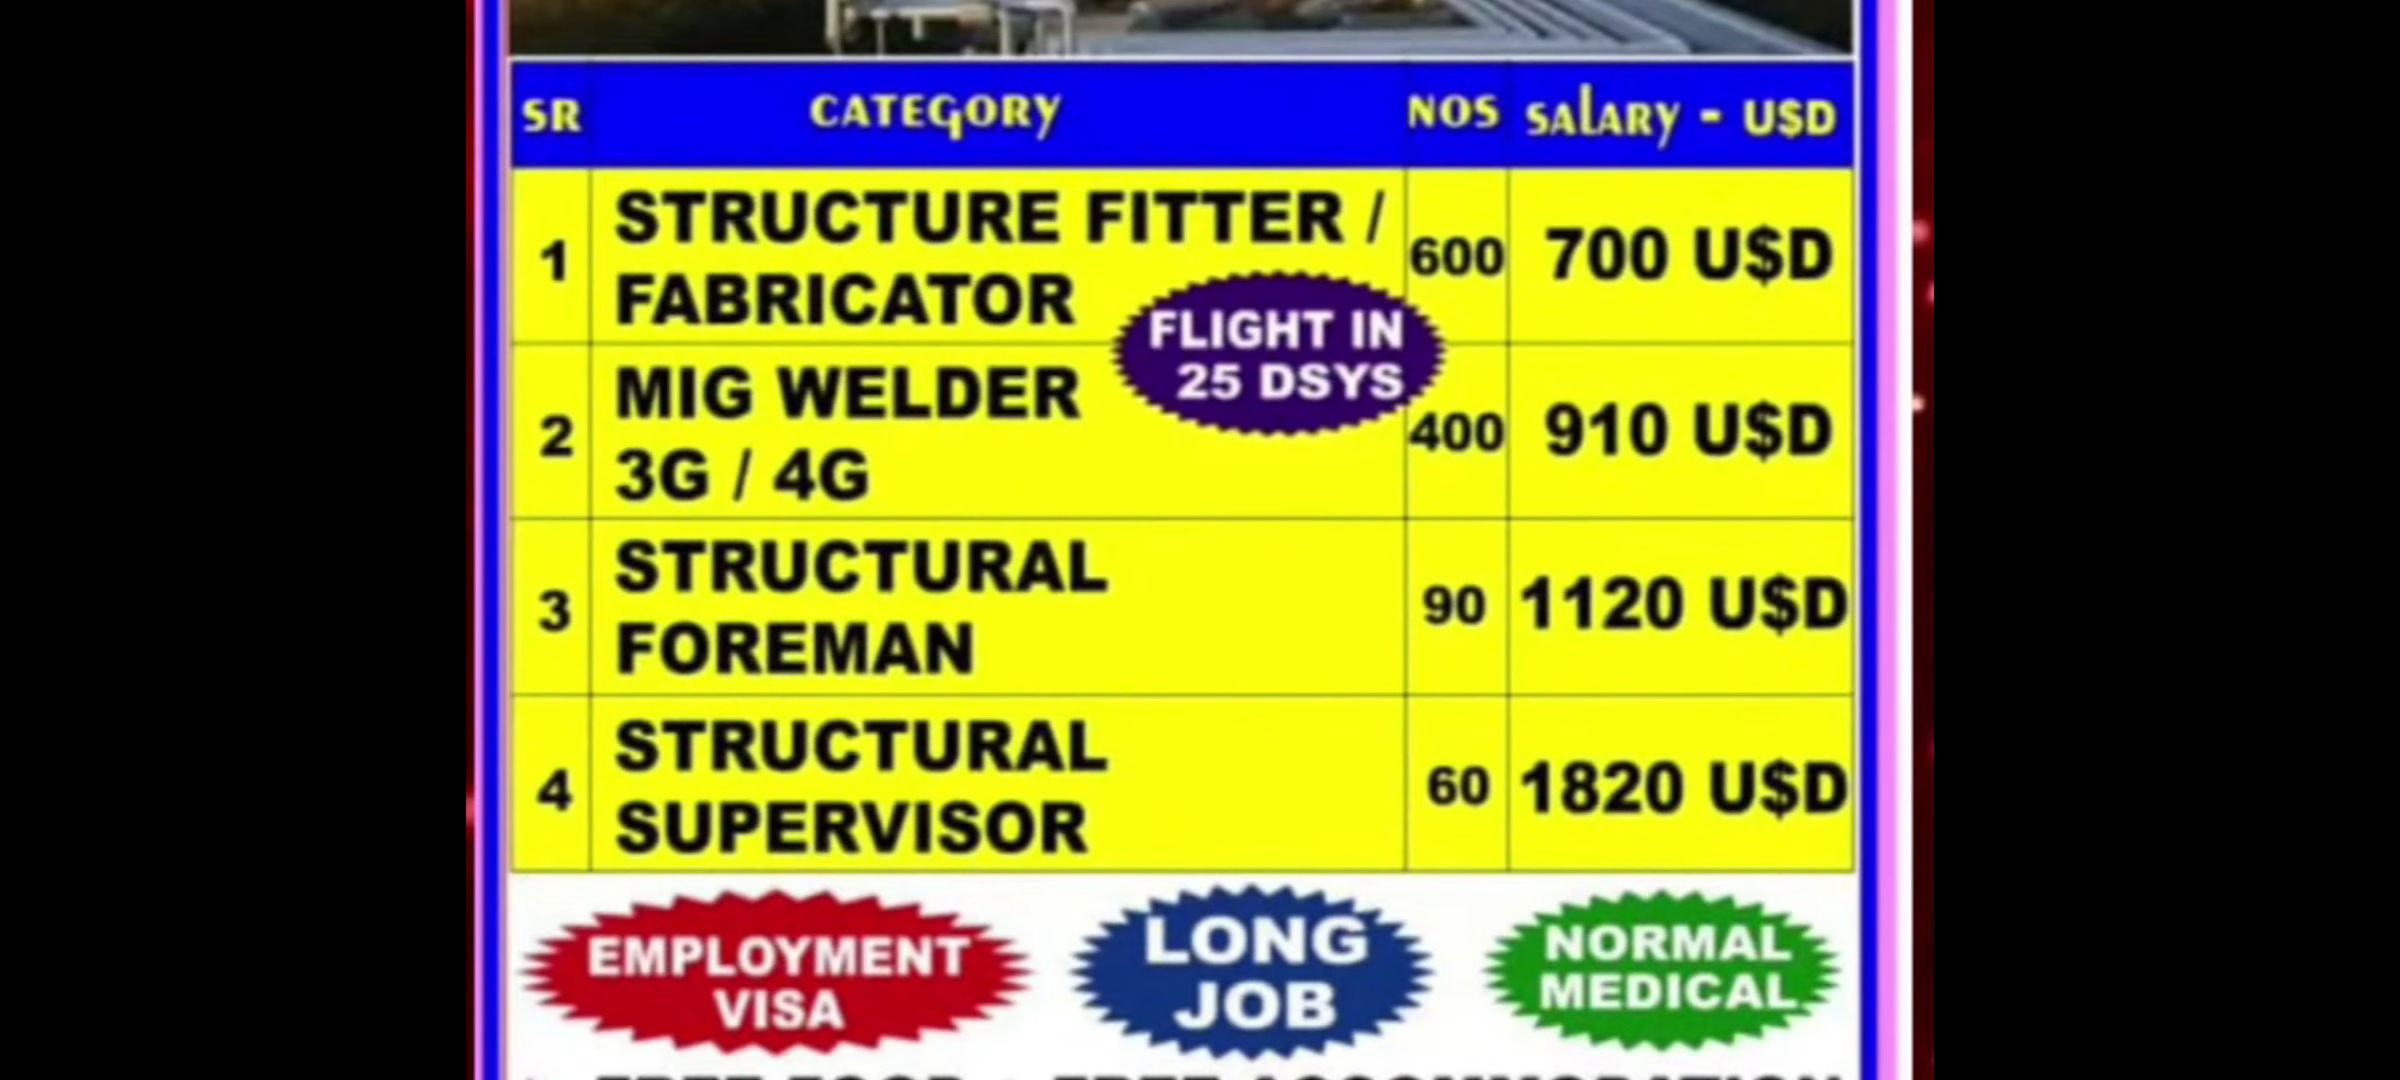 SR CATEGORY NOS SALARY - U$D
1 STRUCTURE FITTER / FABRICATOR 600 700 U$D
FLIGHT IN
25 DSYS
2 MIG WELDER 3G / 4G 400 910 U$D
3 STRUCTURAL FOREMAN 90 1120 U$D
4 STRUCTURAL SUPERVISOR 60 1820 U$D
EMPLOYMENT
VISA
LONG
JOB
NORMAL
MEDICAL